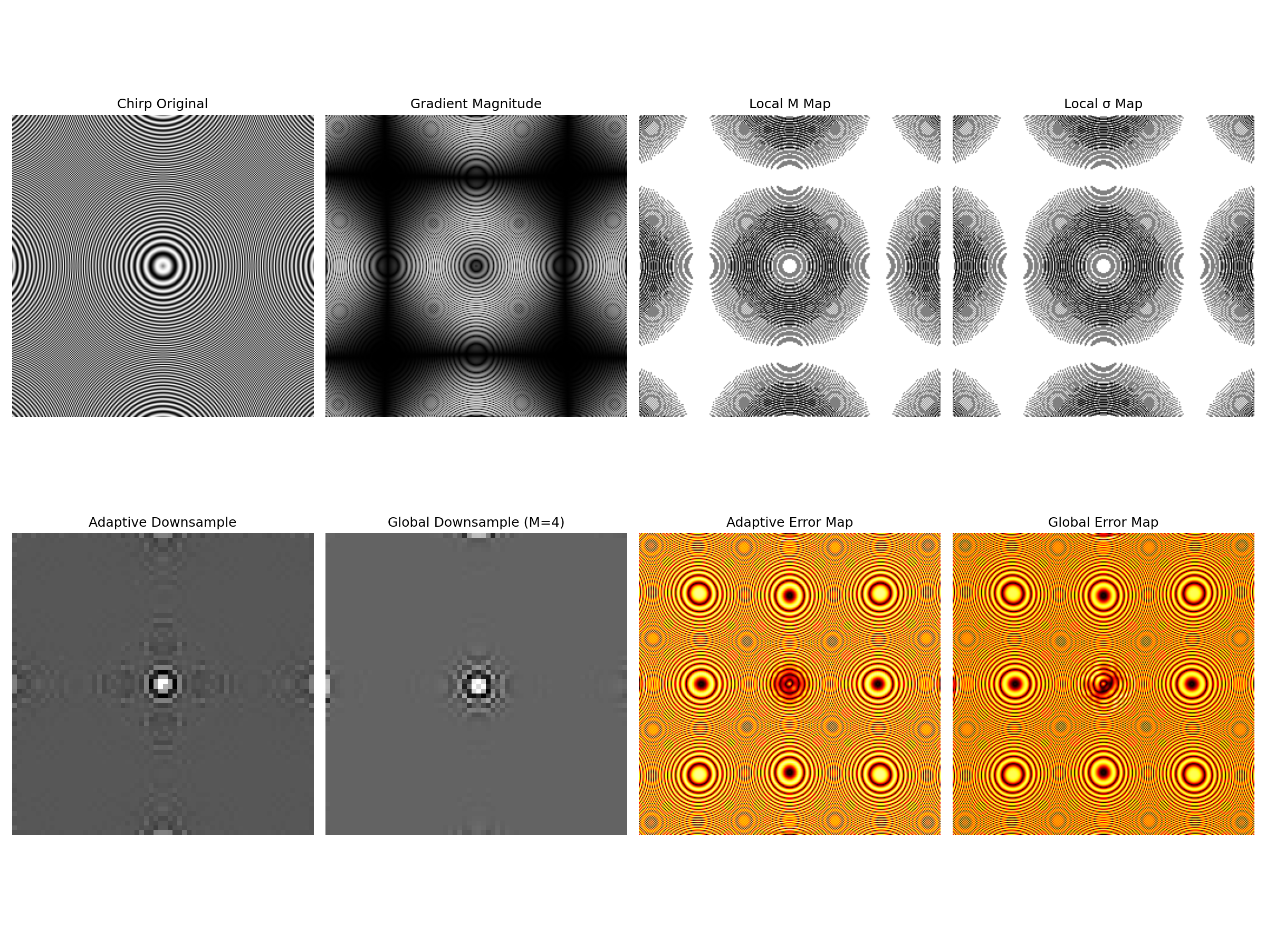 Chirp Original
Gradient Magnitude
Local M Map
Local σ Map
Adaptive Downsample
Global Downsample (M=4)
Adaptive Error Map
Global Error Map